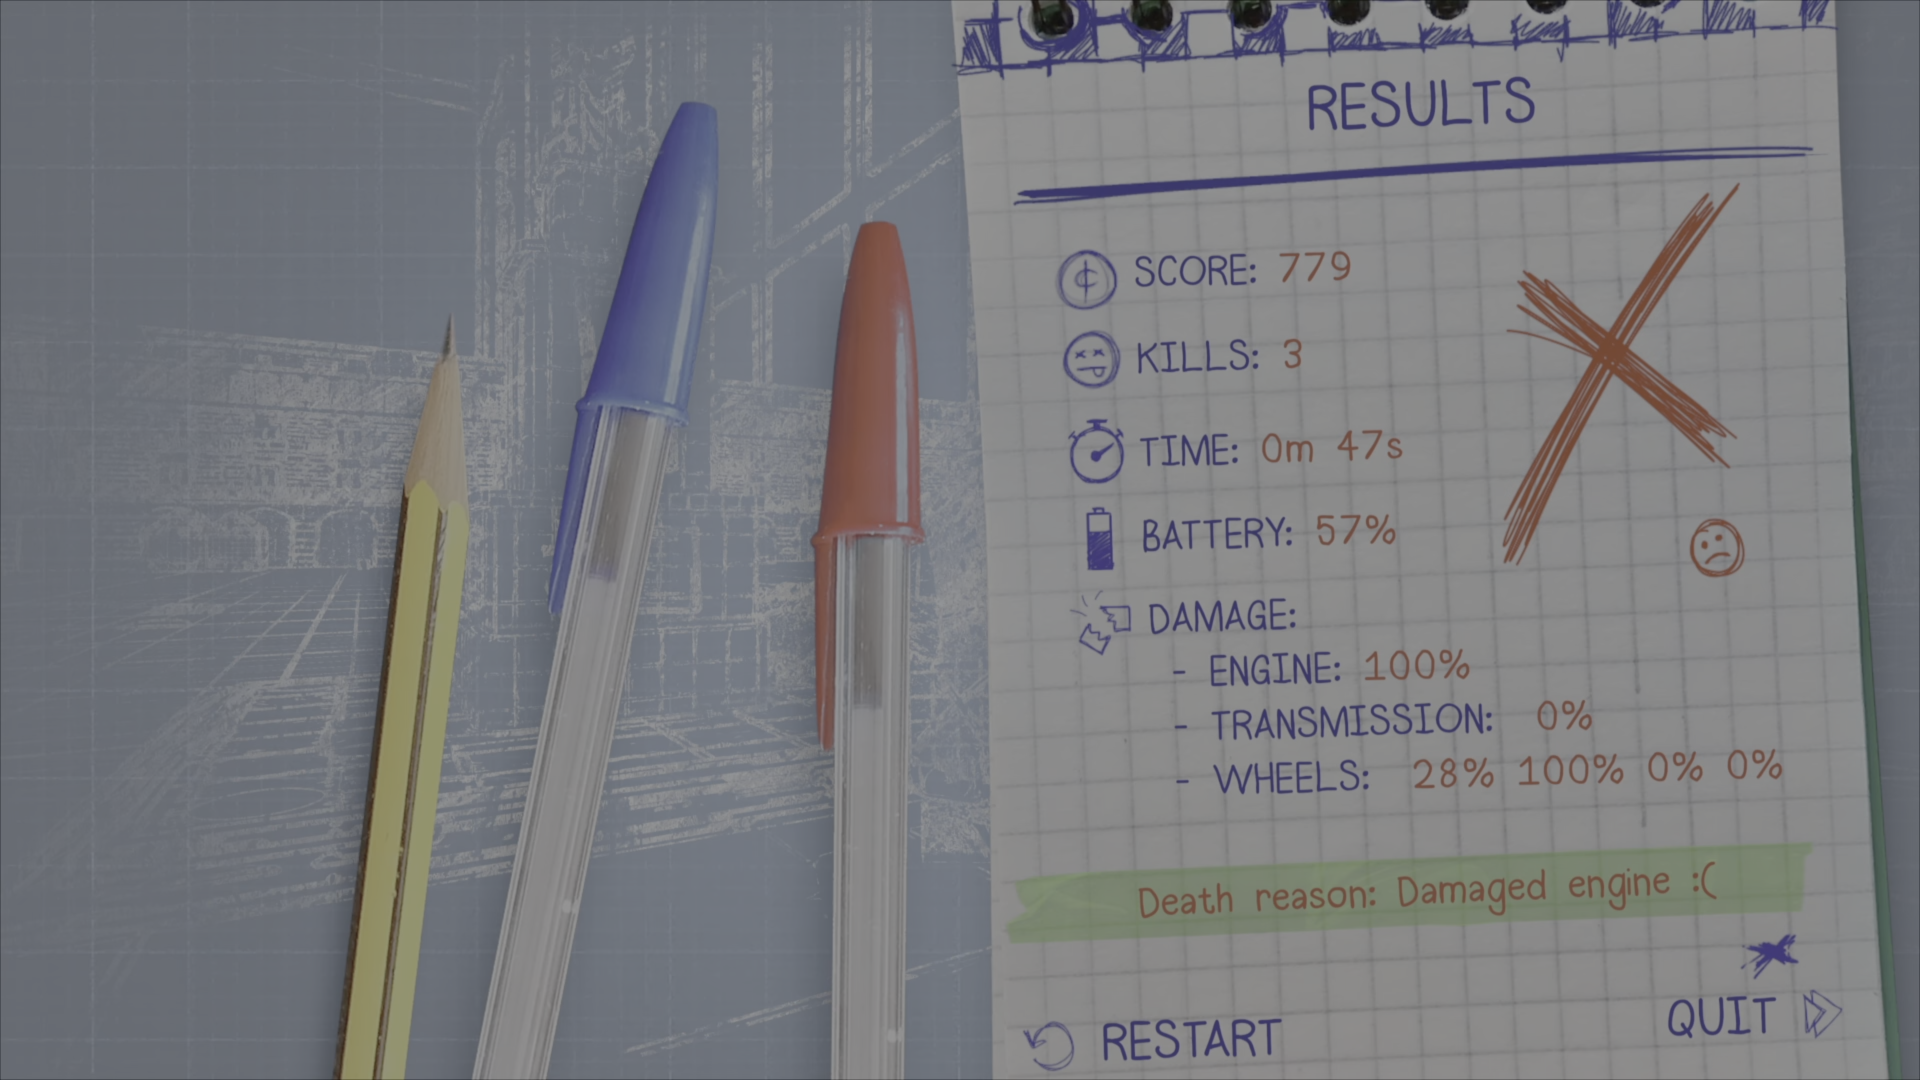 RESULTS
SCORE: 779
KILLS: 3
TIME: 0m 47s
BATTERY: 57%
DAMAGE:
- ENGINE: 100%
- TRANSMISSION: 0%
- WHEELS: 28% 100% 0% 0%
Death reason: Damaged engine :(
RESTART
QUIT